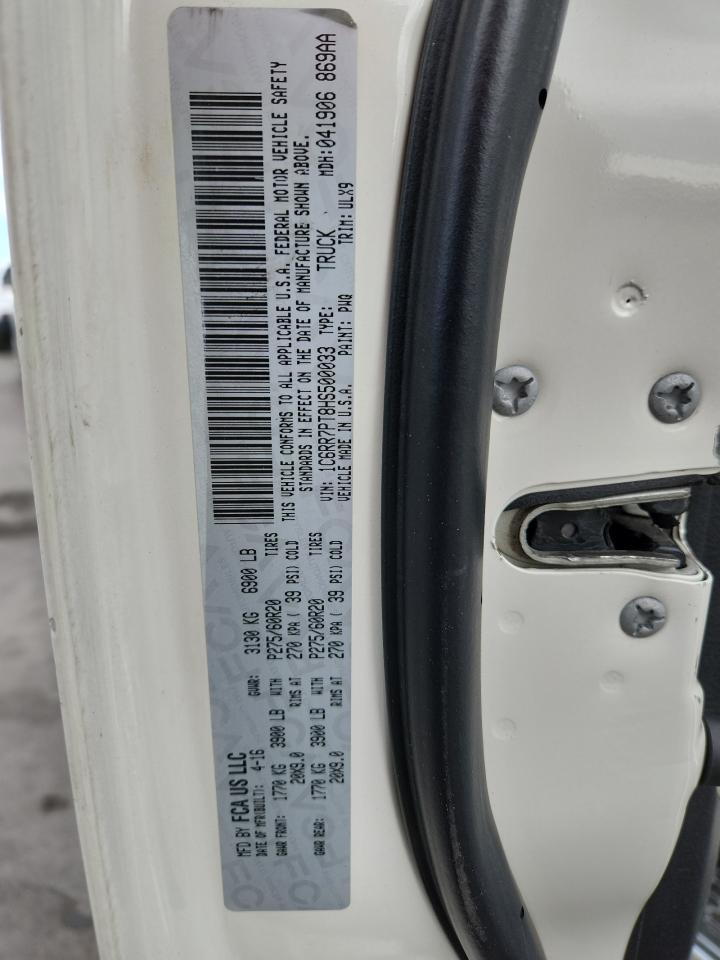 MFD BY FCA US LLC
DATE OF MFR(BUILT): 4-16 GVWR: 3130 KG 6900 LB
GAWR FRONT: 1770 KG 3900 LB WITH P275/60R20 TIRES
20X9.0 RIMS AT 270 KPA ( 39 PSI) COLD
GAWR REAR: 1770 KG 3900 LB WITH P275/60R20 TIRES
20X9.0 RIMS AT 270 KPA ( 39 PSI) COLD
THIS VEHICLE CONFORMS TO ALL APPLICABLE U.S.A. FEDERAL MOTOR VEHICLE SAFETY
STANDARDS IN EFFECT ON THE DATE OF MANUFACTURE SHOWN ABOVE.
VIN: 1C6RR7PT8HS500033 TYPE: TRUCK MDH:041906 869AA
VEHICLE MADE IN U.S.A. PAINT: PWQ TRIM: ULX9